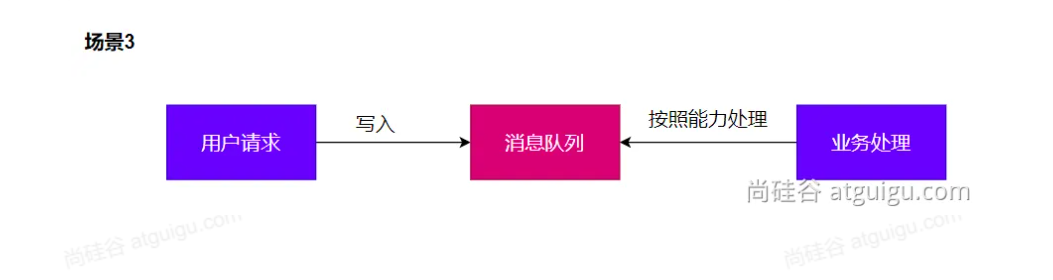 场景3
用户请求
写入
消息队列
按照能力处理
业务处理
尚硅谷 atguigu.com
尚硅谷 atguigu.com
尚硅谷 atguigu.com